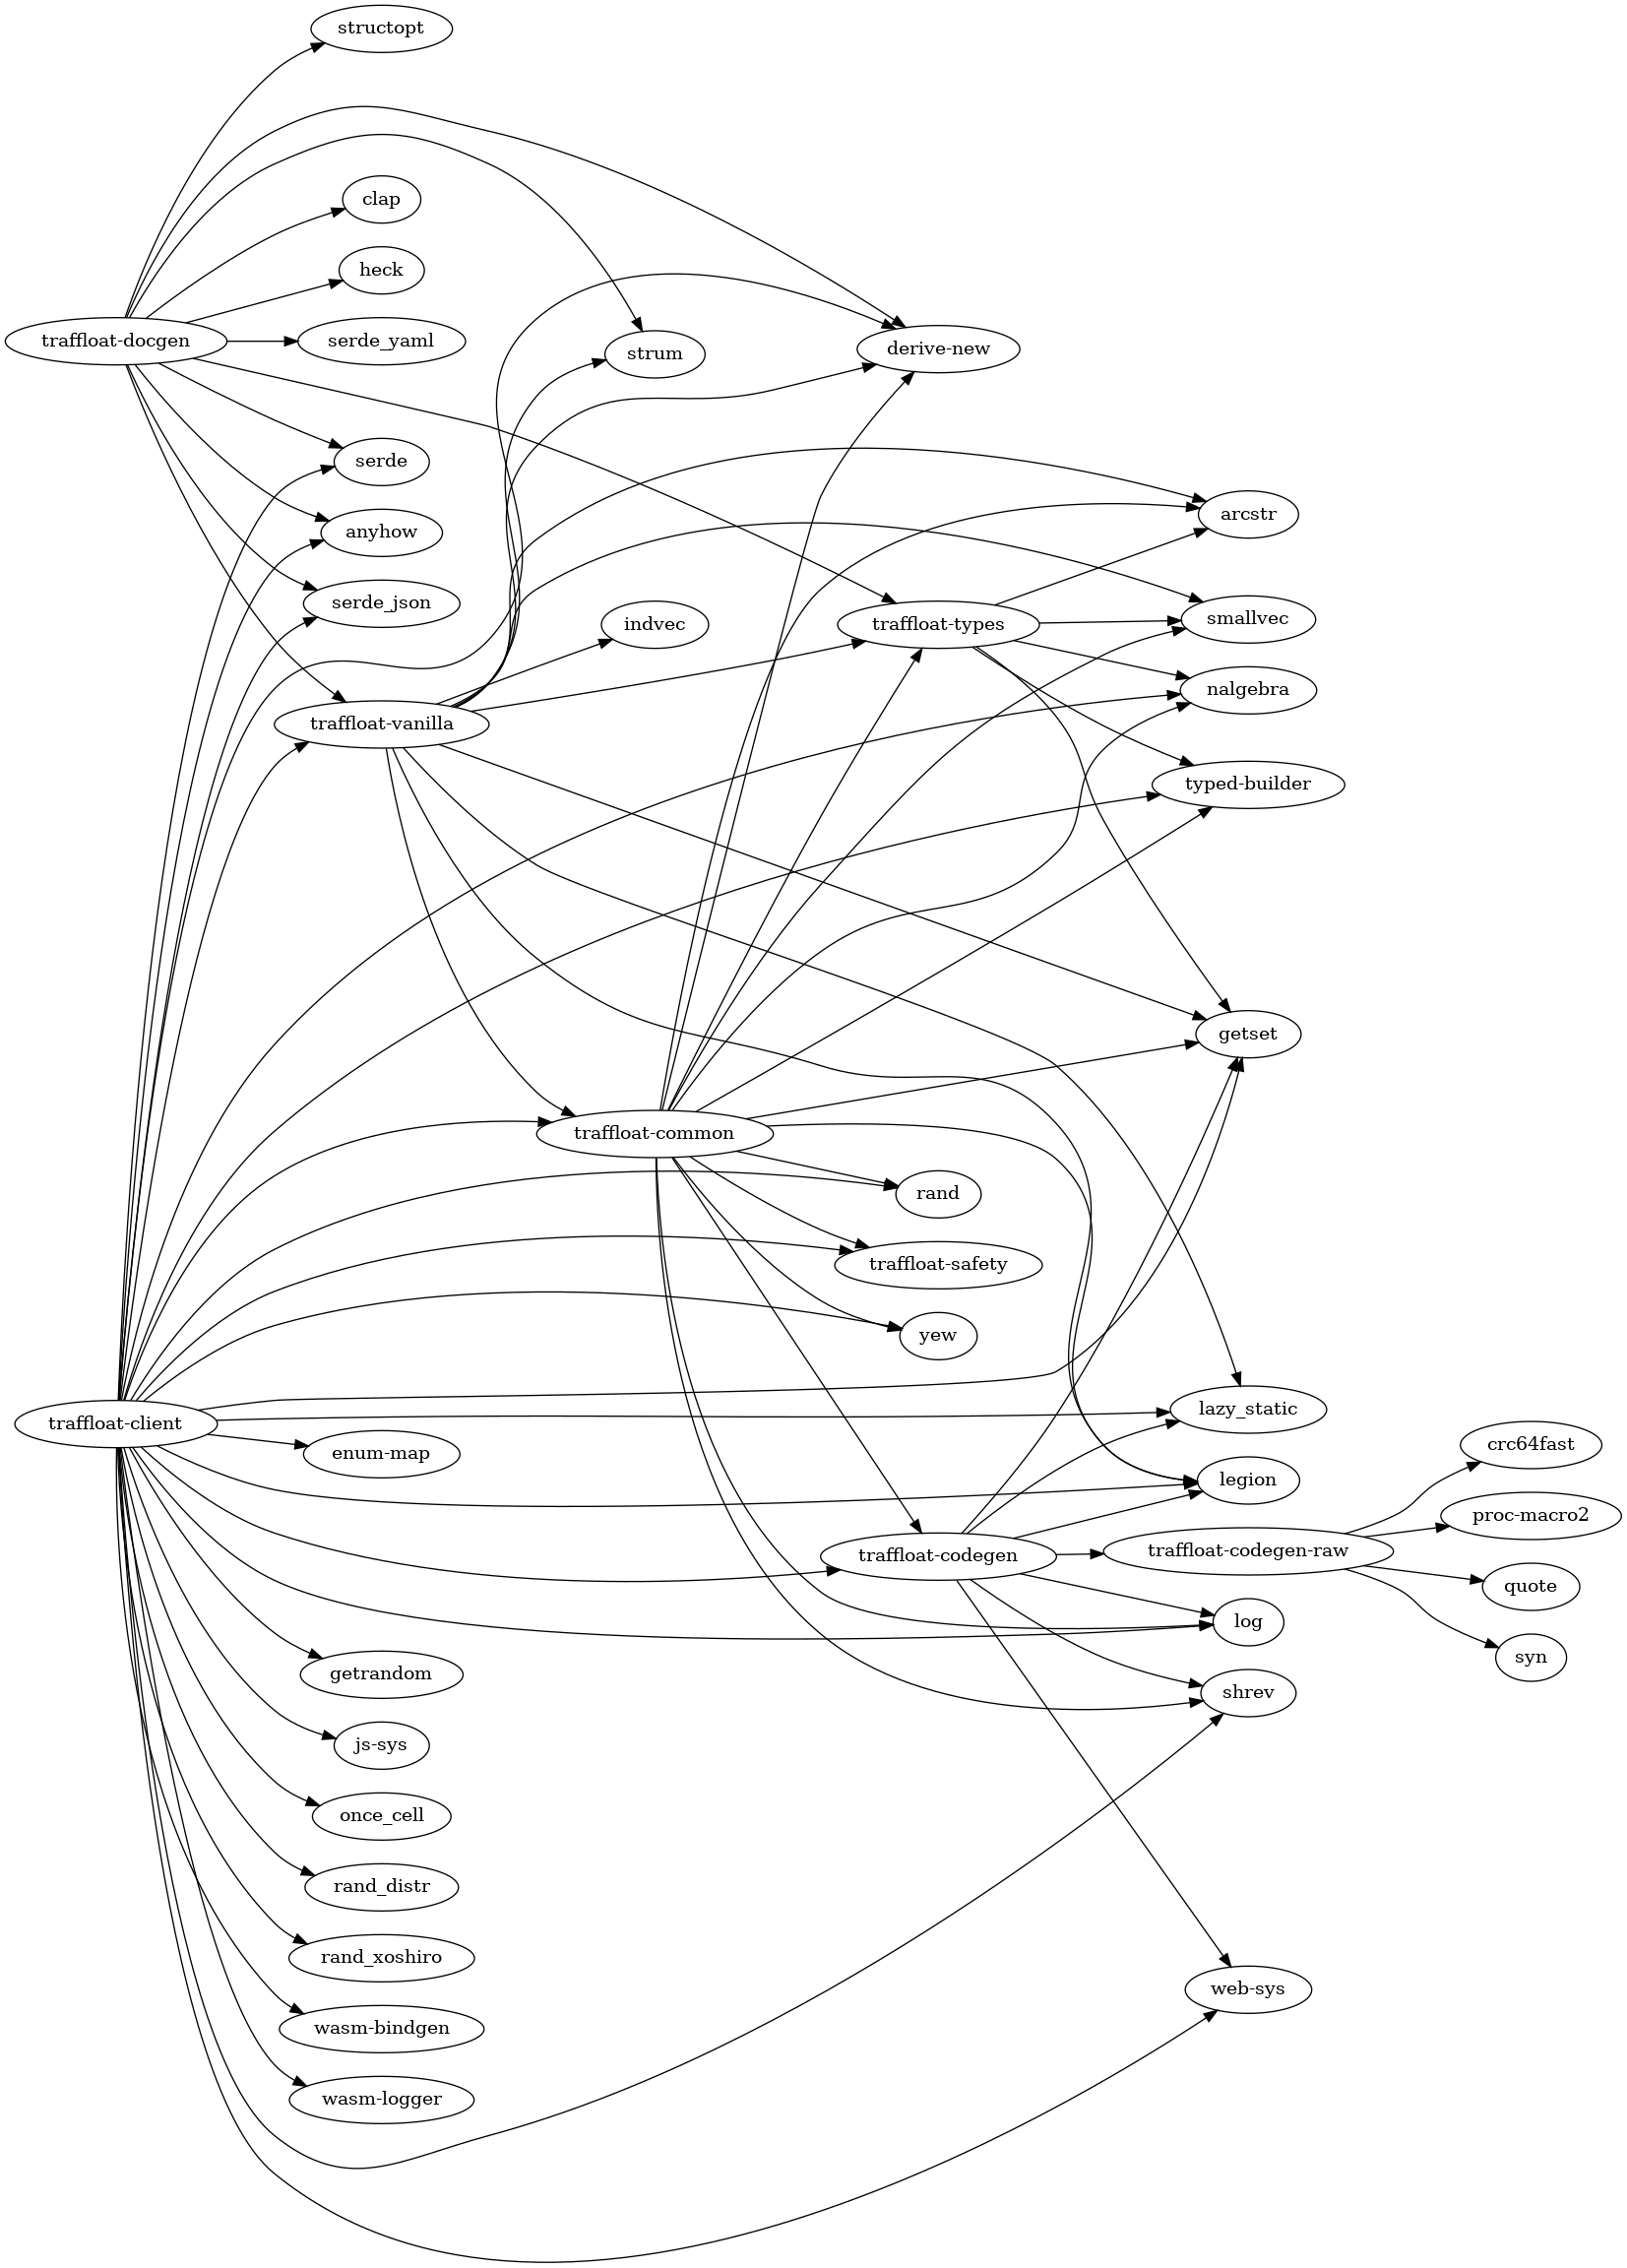 structopt
clap
heck
traffloat-docgen
serde_yaml
derive-new
strum
serde
arcstr
anyhow
serde_json
smallvec
indvec
traffloat-types
nalgebra
traffloat-vanilla
typed-builder
getset
traffloat-common
rand
traffloat-safety
yew
lazy_static
traffloat-client
crc64fast
enum-map
legion
proc-macro2
traffloat-codegen
traffloat-codegen-raw
quote
log
syn
getrandom
shrev
js-sys
once_cell
rand_distr
rand_xoshiro
web-sys
wasm-bindgen
wasm-logger